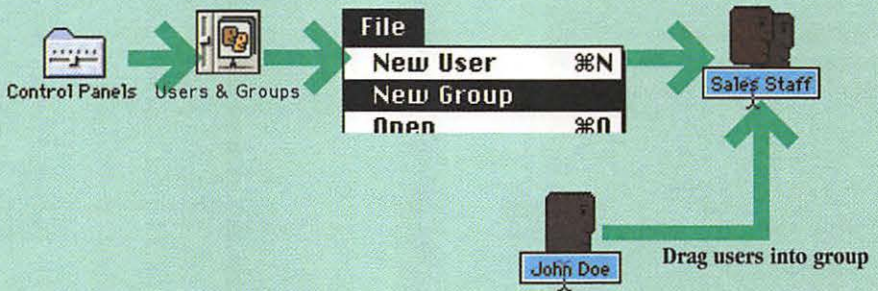 File
New User ⌘N
New Group
Open ⌘O
Control Panels
Users & Groups
Sales Staff
John Doe
Drag users into group